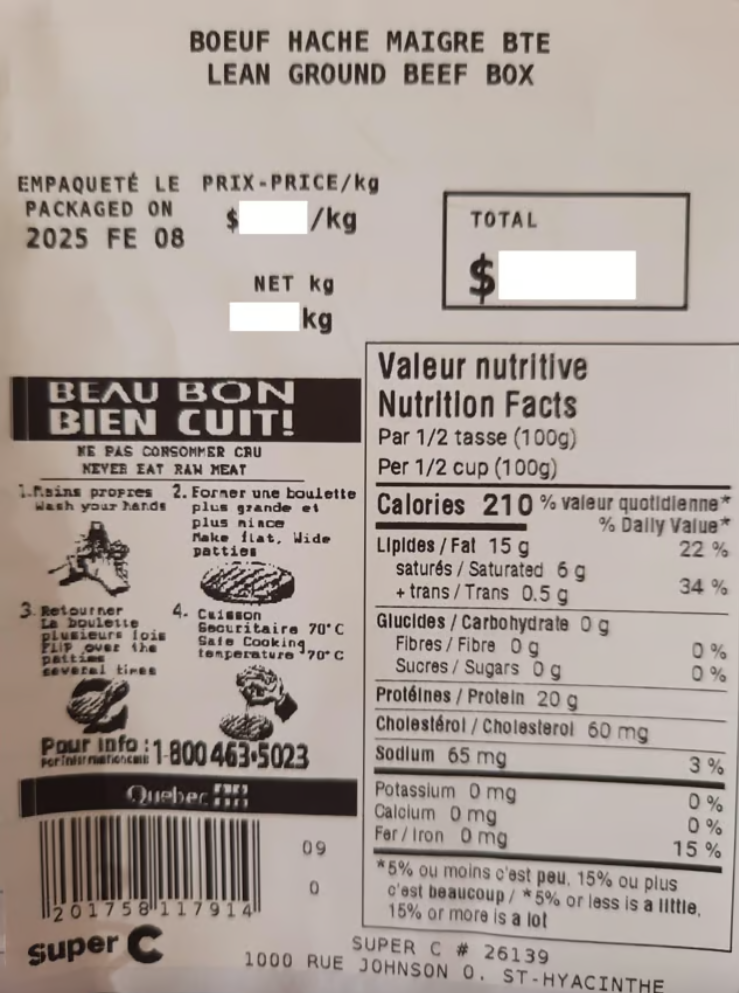 BOEUF HACHE MAIGRE BTE
LEAN GROUND BEEF BOX
EMPAQUETÉ LE
PACKAGED ON
2025 FE 08
PRIX-PRICE/kg
$ /kg
NET kg
kg
TOTAL
$
BEAU BON
BIEN CUIT!
NE PAS CONSOMMER CRU
NEVER EAT RAW MEAT
1.Mains propres
Wash your hands
2. Former une boulette
plus grande et
plus mince
Make flat, Wide
patties
3. Retourner
La boulette
plusieurs fois
FLIP over the
patties
several times
4. Cuisson
Securitaire 70°C
Safe Cooking
temperature 70°C
Pour info :1-800 463-5023
Quebec
201758117914
09
0
super C
Valeur nutritive
Nutrition Facts
Par 1/2 tasse (100g)
Per 1/2 cup (100g)
Calories 210 % valeur quotidienne*
% Daily Value*
Lipides / Fat 15 g 22 %
saturés / Saturated 6 g
+ trans / Trans 0.5 g 34 %
Glucides / Carbohydrate 0 g
Fibres / Fibre 0 g 0 %
Sucres / Sugars 0 g 0 %
Protéines / Protein 20 g
Cholestérol / Cholesterol 60 mg
Sodium 65 mg 3 %
Potassium 0 mg 0 %
Calcium 0 mg 0 %
Fer / Iron 0 mg 15 %
*5% ou moins c'est peu, 15% ou plus
c'est beaucoup / *5% or less is a little,
15% or more is a lot
SUPER C # 26139
1000 RUE JOHNSON O. ST-HYACINTHE